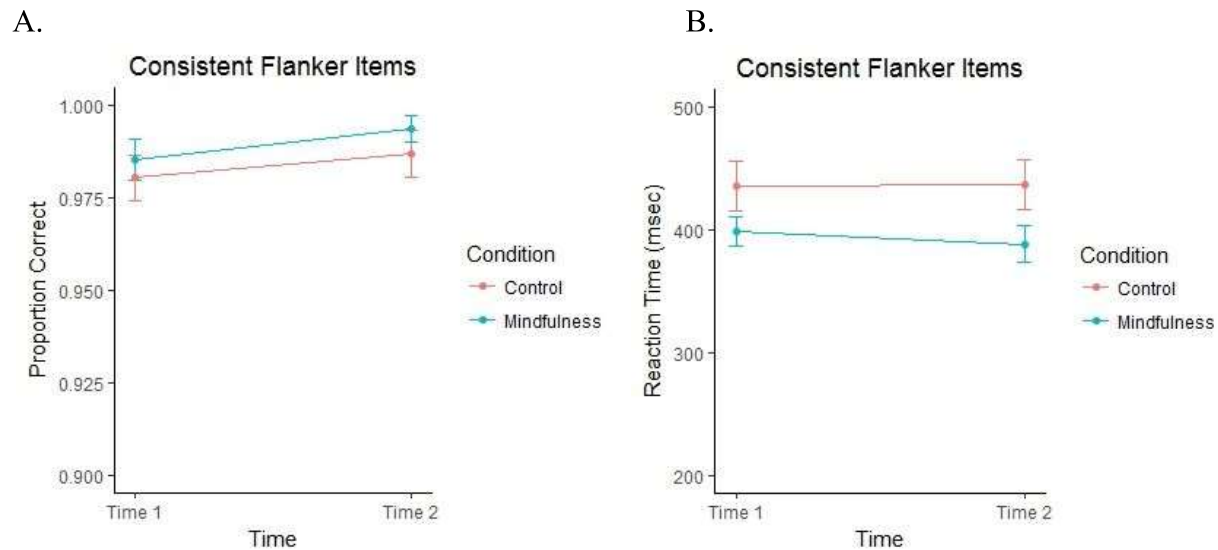 A.
Consistent Flanker Items
1.000
0.975
0.950
0.925
0.900
Proportion Correct
Time 1
Time 2
Time
Condition
Control
Mindfulness
B.
Consistent Flanker Items
500
400
300
200
Reaction Time (msec)
Time 1
Time 2
Time
Condition
Control
Mindfulness